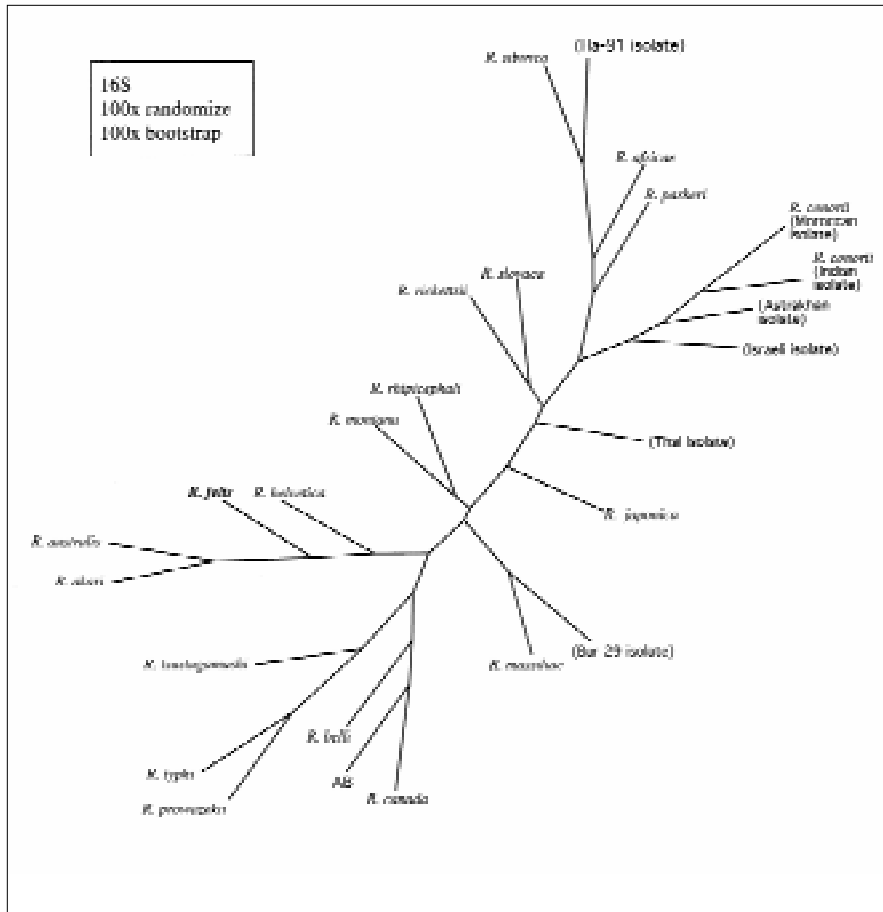 16S
100x randomize
100x bootstrap
R. sibirica
(Ha-91 isolate)
R. africae
R. parkeri
R. conorii
(Moroccan
isolate)
R. conorii
(Indian
isolate)
(Astrakhan
isolate)
(Israeli isolate)
R. slovaca
R. rickettsii
R. rhipicephali
R. montana
(Thai isolate)
R. felis
R. helvetica
R. japonica
R. australis
R. akari
R. massiliae
(Bar 29 isolate)
R. bellii
AB
R. canada
R. typhi
R. prowazekii